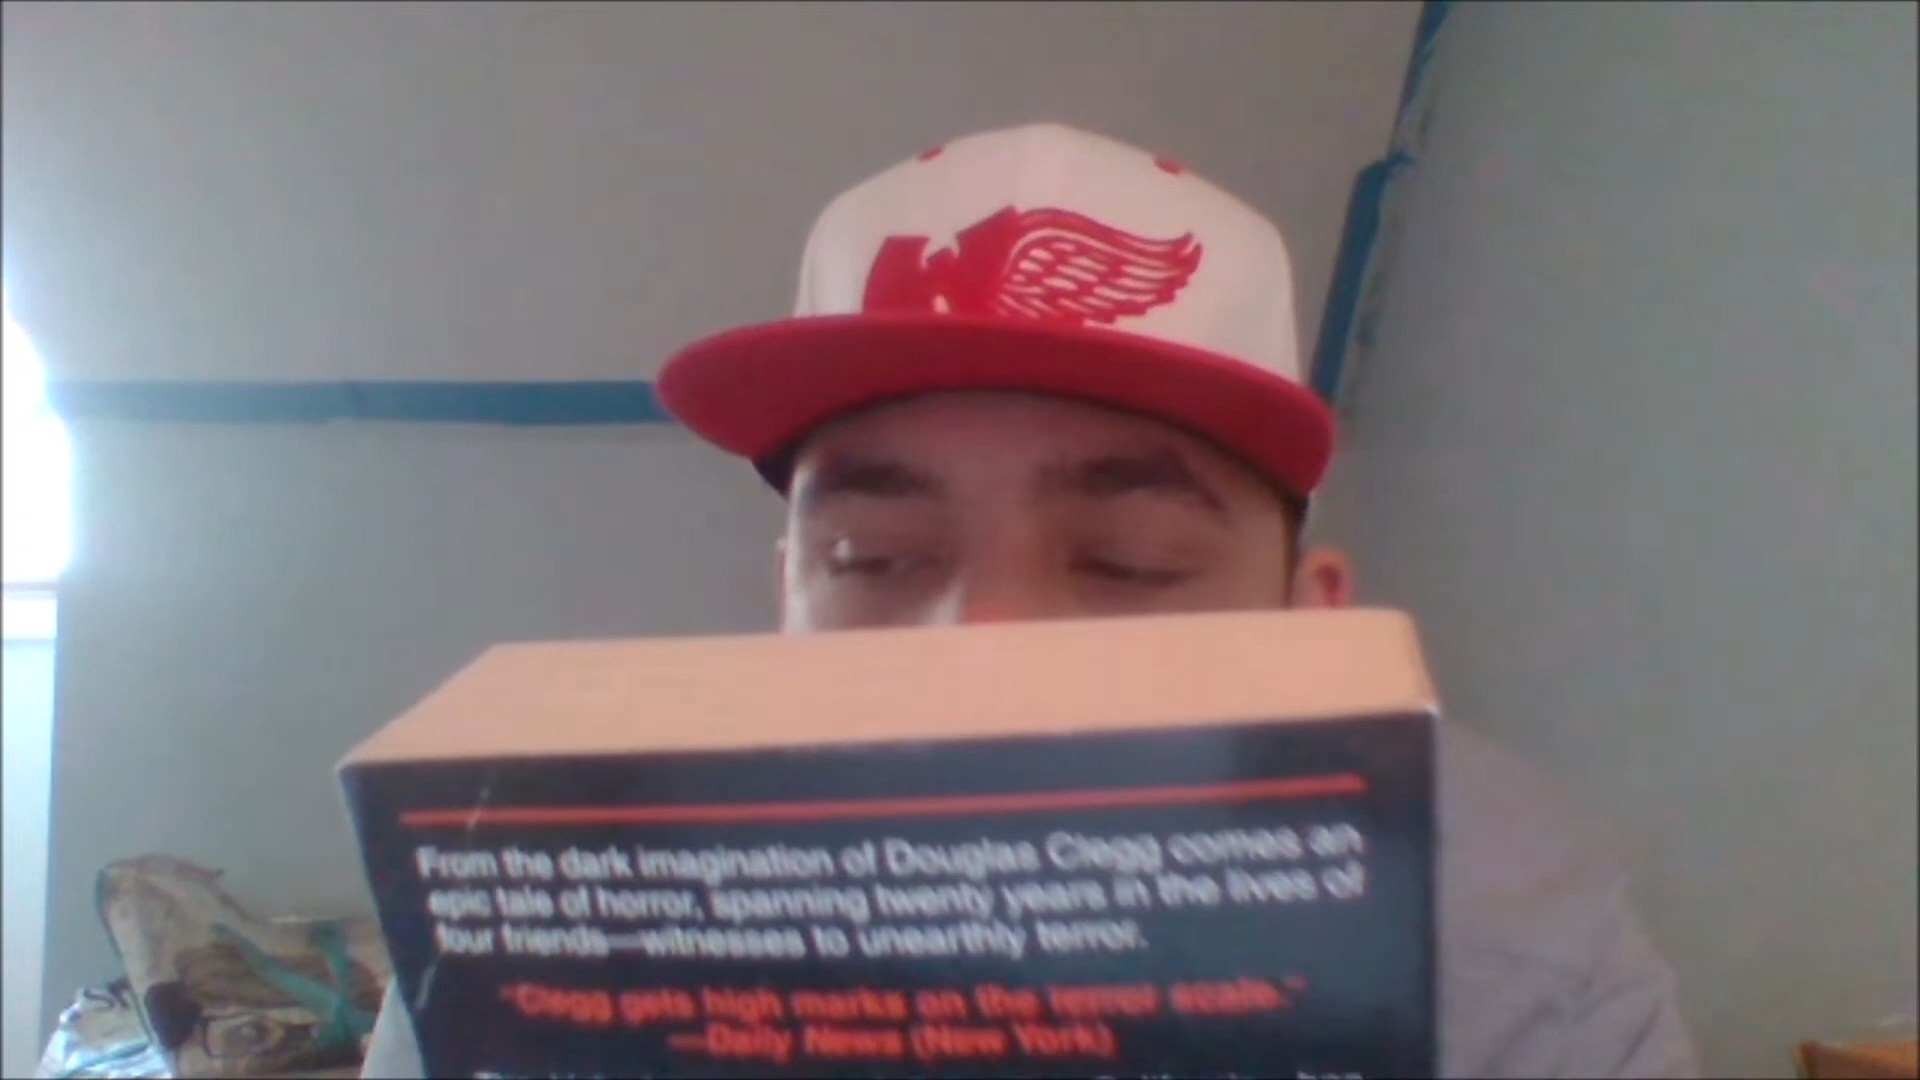 From the dark imagination of Douglas Clegg comes an
epic tale of horror, spanning twenty years in the lives of
four friends—witnesses to unearthly terror.
"Clegg gets high marks on the terror scale."
—Daily News (New York)